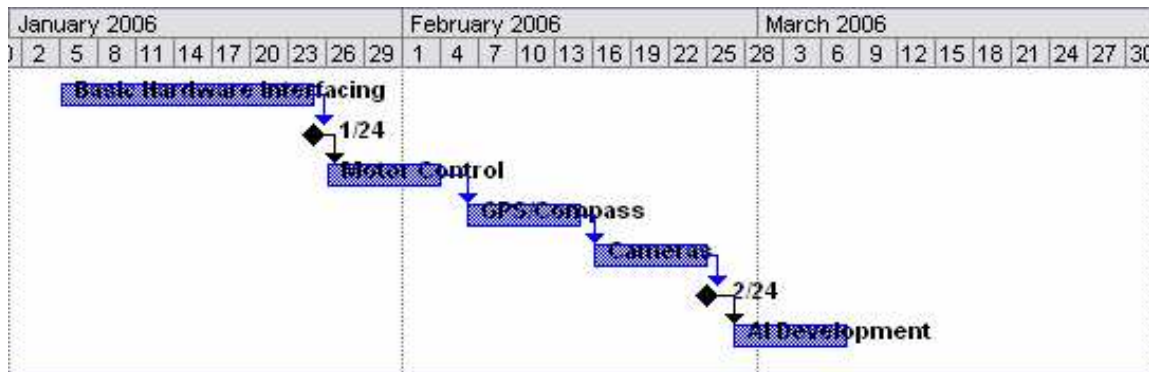 January 2006 February 2006 March 2006
2 5 8 11 14 17 20 23 26 29 1 4 7 10 13 16 19 22 25 28 3 6 9 12 15 18 21 24 27 30
Basic Hardware Interfacing
1/24
Motor Control
GPS/Compass
Cameras
2/24
AI Development